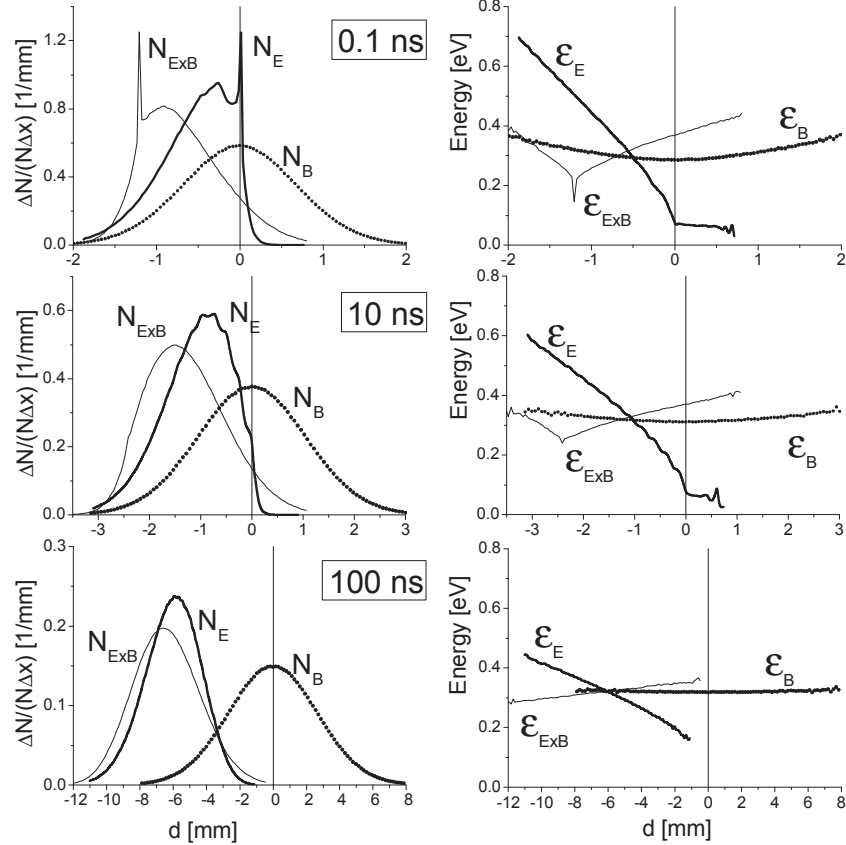 ΔN/(NΔx) [1/mm]
1.2
0.8
0.4
0.0
-2
-1
0
1
2
N_ExB
N_E
N_B
0.1 ns
Energy [eV]
0.8
0.6
0.4
0.2
0.0
-2
-1
0
1
2
ε_E
ε_B
ε_ExB
ΔN/(NΔx) [1/mm]
0.6
0.4
0.2
0.0
-3
-2
-1
0
1
2
3
N_ExB
N_E
N_B
10 ns
Energy [eV]
0.8
0.6
0.4
0.2
0.0
-3
-2
-1
0
1
2
3
ε_E
ε_B
ε_ExB
ΔN/(NΔx) [1/mm]
0.3
0.2
0.1
0.0
-12 -10 -8 -6 -4 -2 0 2 4 6 8
d [mm]
N_ExB
N_E
N_B
100 ns
Energy [eV]
0.8
0.6
0.4
0.2
0.0
-12 -10 -8 -6 -4 -2 0 2 4 6 8
d [mm]
ε_E
ε_B
ε_ExB